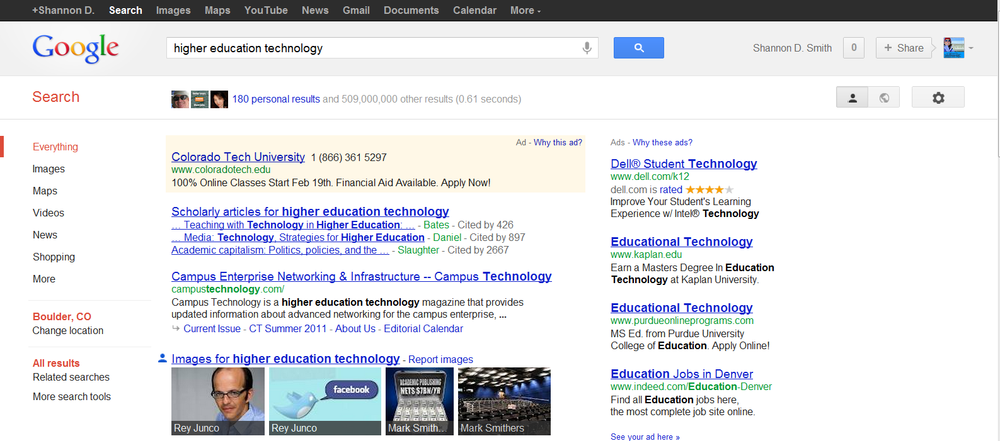 +Shannon D. Search Images Maps YouTube News Gmail Documents Calendar More
Google
higher education technology
Shannon D. Smith 0 + Share
Search
180 personal results and 509,000,000 other results (0.61 seconds)
Everything
Images
Maps
Videos
News
Shopping
More
Boulder, CO
Change location
All results
Related searches
More search tools
Ad - Why this ad?
Colorado Tech University 1 (866) 361 5297
www.coloradotech.edu
100% Online Classes Start Feb 19th. Financial Aid Available. Apply Now!
Scholarly articles for higher education technology
... Teaching with Technology in Higher Education: ... - Bates - Cited by 426
... Media: Technology, Strategies for Higher Education - Daniel - Cited by 897
Academic capitalism: Politics, policies, and the ... - Slaughter - Cited by 2667
Campus Enterprise Networking & Infrastructure -- Campus Technology
campustechnology.com/
Campus Technology is a higher education technology magazine that provides
updated information about advanced networking for the campus enterprise, ...
Current Issue - CT Summer 2011 - About Us - Editorial Calendar
Images for higher education technology - Report images
facebook
ACADEMIC PUBLISHING
NETS $7BN/YR
Rey Junco
Rey Junco
Mark Smith...
Mark Smithers
Ads - Why these ads?
Dell® Student Technology
www.dell.com/k12
dell.com is rated
Improve Your Student's Learning
Experience w/ Intel® Technology
Educational Technology
www.kaplan.edu
Earn a Masters Degree In Education
Technology at Kaplan University.
Educational Technology
www.purdueonlineprograms.com
MS Ed. from Purdue University
College of Education. Apply Online!
Education Jobs in Denver
www.indeed.com/Education-Denver
Find all Education jobs here,
the most complete job site online.
See your ad here »